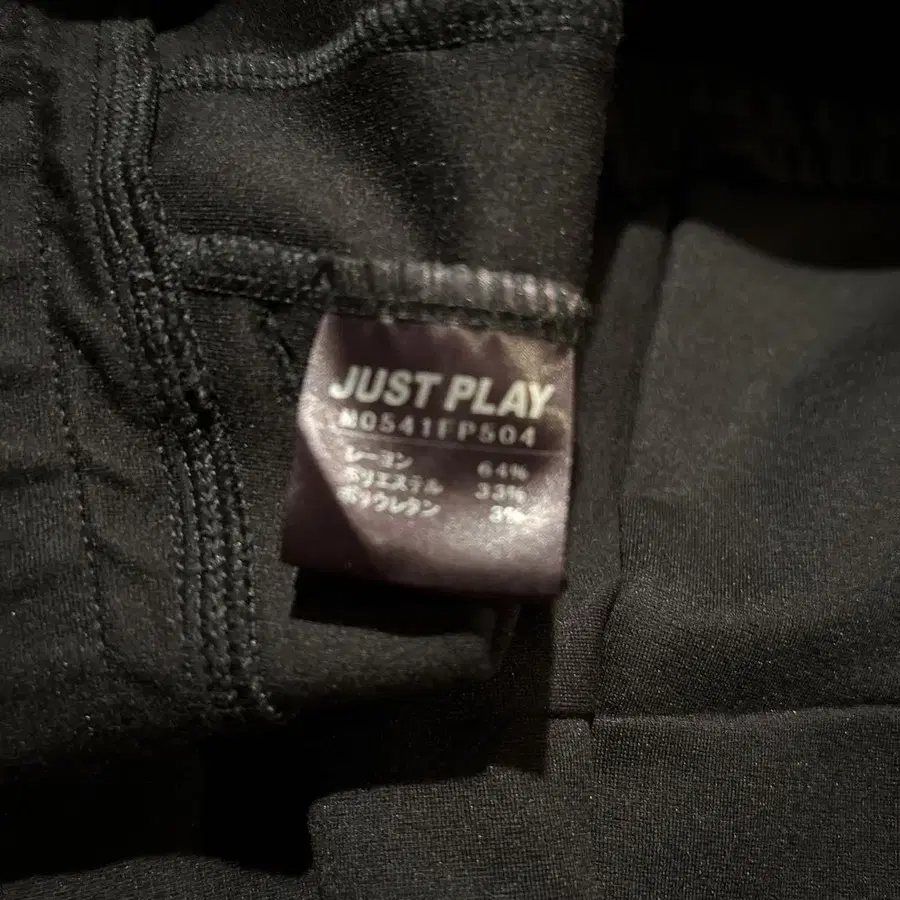 JUST PLAY
M0541FP504
レーヨン 64%
ポリエステル 33%
ポリウレタン 3%